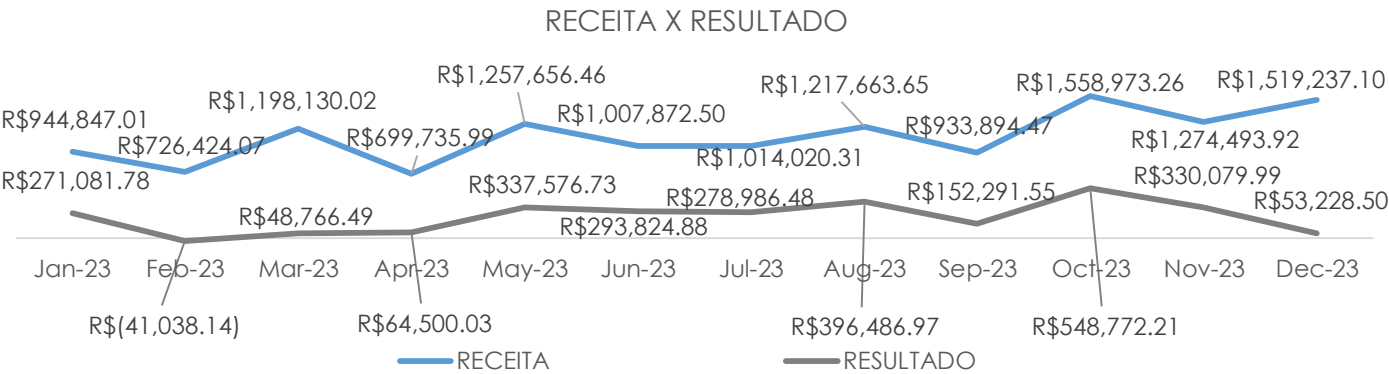 RECEITA X RESULTADO
R$944,847.01
R$726,424.07
R$1,198,130.02
R$699,735.99
R$1,257,656.46
R$1,007,872.50
R$1,014,020.31
R$1,217,663.65
R$933,894.47
R$1,558,973.26
R$1,274,493.92
R$1,519,237.10
R$271,081.78
R$(41,038.14)
R$48,766.49
R$64,500.03
R$337,576.73
R$293,824.88
R$278,986.48
R$396,486.97
R$152,291.55
R$548,772.21
R$330,079.99
R$53,228.50
Jan-23 Feb-23 Mar-23 Apr-23 May-23 Jun-23 Jul-23 Aug-23 Sep-23 Oct-23 Nov-23 Dec-23
RECEITA RESULTADO